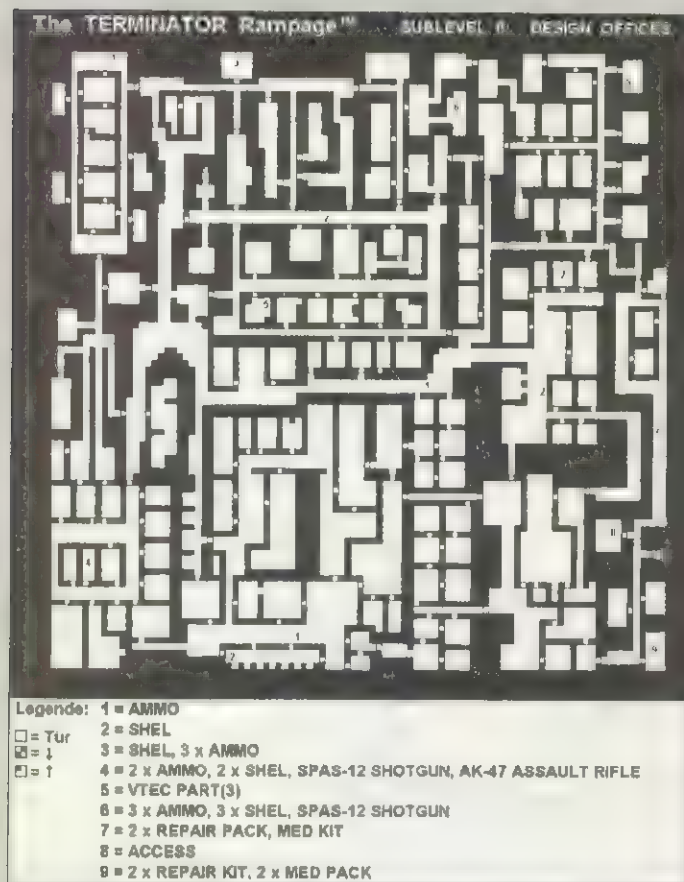 The TERMINATOR Rampage™ SUBLEVEL DESIGN OFFICES
Legende: 1 = AMMO
□ = Tur 2 = SHEL
= ↓ 3 = SHEL, 3 x AMMO
= ↑ 4 = 2 x AMMO, 2 x SHEL, SPAS-12 SHOTGUN, AK-47 ASSAULT RIFLE
5 = VTEC PART(3)
6 = 3 x AMMO, 3 x SHEL, SPAS-12 SHOTGUN
7 = 2 x REPAIR PACK, MED KIT
8 = ACCESS
9 = 2 x REPAIR KIT, 2 x MED PACK